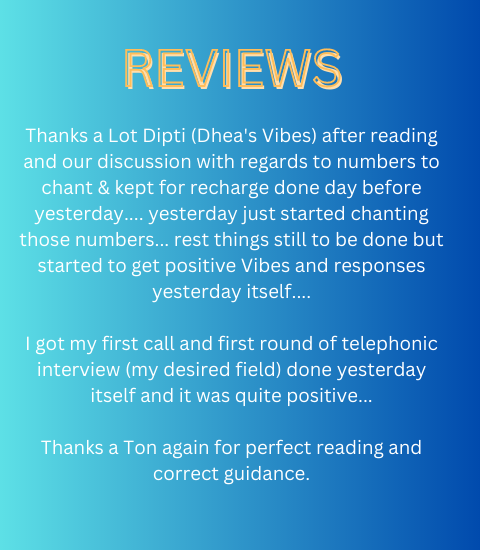 REVIEWS
Thanks a Lot Dipti (Dhea's Vibes) after reading
and our discussion with regards to numbers to
chant & kept for recharge done day before
yesterday.... yesterday just started chanting
those numbers... rest things still to be done but
started to get positive Vibes and responses
yesterday itself....
I got my first call and first round of telephonic
interview (my desired field) done yesterday
itself and it was quite positive...
Thanks a Ton again for perfect reading and
correct guidance.